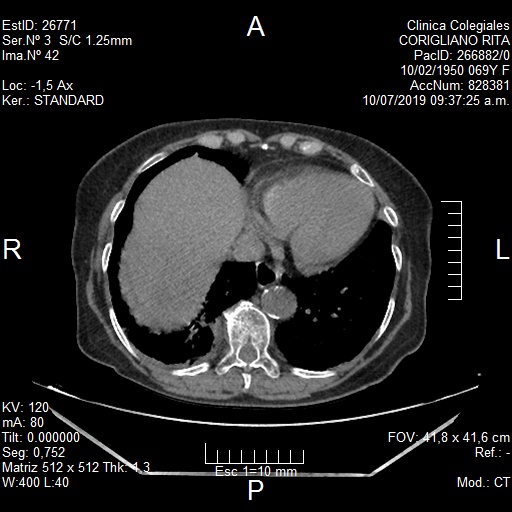 EstID: 26771
Ser.Nº 3 S/C 1.25mm
Ima.Nº 42
Loc: -1,5 Ax
Ker.: STANDARD
A
Clinica Colegiales
CORIGLIANO RITA
PacID: 266882/0
10/02/1950 069Y F
AccNum: 828381
10/07/2019 09:37:25 a.m.
R
L
KV: 120
mA: 80
Tilt: 0.000000
Seg: 0,752
Matriz 512 x 512 Thk: 1.3
W:400 L:40
Esc 1=10 mm
P
FOV: 41,8 x 41,6 cm
Ref.: -
Mod.: CT